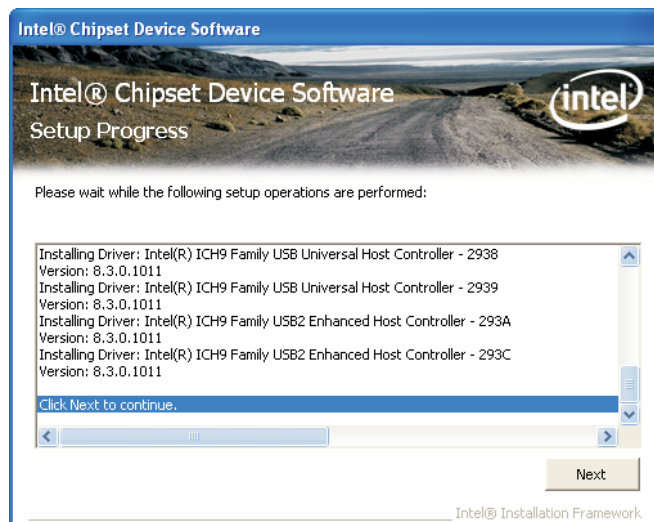 Intel® Chipset Device Software
Intel® Chipset Device Software
intel
Setup Progress
Please wait while the following setup operations are performed:
Installing Driver: Intel(R) ICH9 Family USB Universal Host Controller - 2938
Version: 8.3.0.1011
Installing Driver: Intel(R) ICH9 Family USB Universal Host Controller - 2939
Version: 8.3.0.1011
Installing Driver: Intel(R) ICH9 Family USB2 Enhanced Host Controller - 293A
Version: 8.3.0.1011
Installing Driver: Intel(R) ICH9 Family USB2 Enhanced Host Controller - 293C
Version: 8.3.0.1011
Click Next to continue.
Next
Intel® Installation Framework